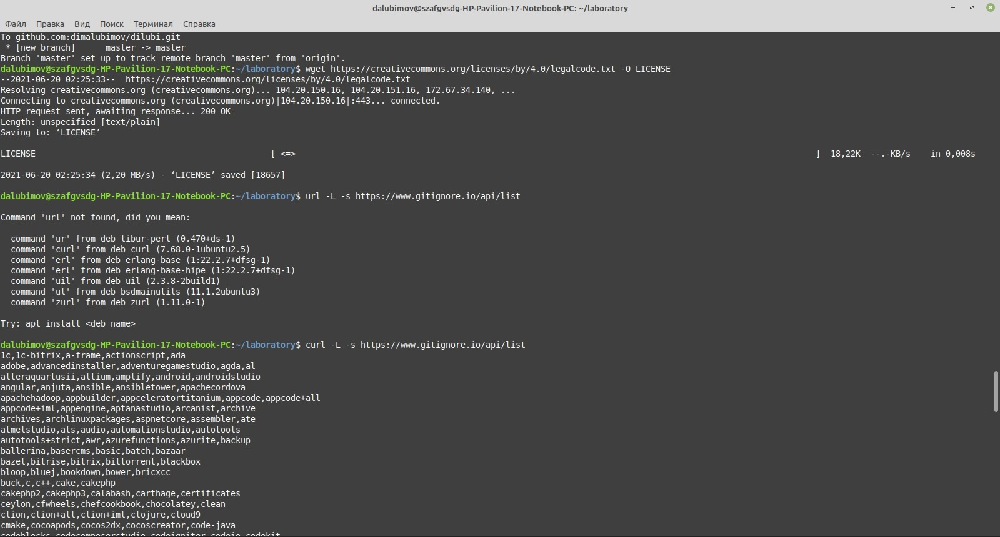 dalubimov@szafgvsdg-HP-Pavilion-17-Notebook-PC: ~/laboratory
Файл Правка Вид Поиск Терминал Справка
To github.com:dimalubimov/dilubi.git
 * [new branch]      master -> master
Branch 'master' set up to track remote branch 'master' from 'origin'.
dalubimov@szafgvsdg-HP-Pavilion-17-Notebook-PC:~/laboratory$ wget https://creativecommons.org/licenses/by/4.0/legalcode.txt -O LICENSE
--2021-06-20 02:25:33--  https://creativecommons.org/licenses/by/4.0/legalcode.txt
Resolving creativecommons.org (creativecommons.org)... 104.20.150.16, 104.20.151.16, 172.67.34.140, ...
Connecting to creativecommons.org (creativecommons.org)|104.20.150.16|:443... connected.
HTTP request sent, awaiting response... 200 OK
Length: unspecified [text/plain]
Saving to: ‘LICENSE’
LICENSE [ <=> ] 18,22K --.-KB/s in 0,008s
2021-06-20 02:25:34 (2,20 MB/s) - ‘LICENSE’ saved [18657]
dalubimov@szafgvsdg-HP-Pavilion-17-Notebook-PC:~/laboratory$ url -L -s https://www.gitignore.io/api/list
Command 'url' not found, did you mean:
  command 'ur' from deb libur-perl (0.470+ds-1)
  command 'curl' from deb curl (7.68.0-1ubuntu2.5)
  command 'erl' from deb erlang-base (1:22.2.7+dfsg-1)
  command 'erl' from deb erlang-base-hipe (1:22.2.7+dfsg-1)
  command 'uil' from deb uil (2.3.8-2build1)
  command 'ul' from deb bsdmainutils (11.1.2ubuntu3)
  command 'zurl' from deb zurl (1.11.0-1)
Try: apt install <deb name>
dalubimov@szafgvsdg-HP-Pavilion-17-Notebook-PC:~/laboratory$ curl -L -s https://www.gitignore.io/api/list
1c,1c-bitrix,a-frame,actionscript,ada
adobe,advancedinstaller,adventuregamestudio,agda,al
alteraquartusii,altium,amplify,android,androidstudio
angular,anjuta,ansible,ansibletower,apachecordova
apachehadoop,appbuilder,appceleratortitanium,appcode,appcode+all
appcode+iml,appengine,aptanastudio,arcanist,archive
archives,archlinuxpackages,aspnetcore,assembler,ate
atmelstudio,ats,audio,automationstudio,autotools
autotools+strict,awr,azurefunctions,azurite,backup
ballerina,basercms,basic,batch,bazaar
bazel,bitrise,bitrix,bittorrent,blackbox
bloop,bluej,bookdown,bower,bricxcc
buck,c,c++,cake,cakephp
cakephp2,cakephp3,calabash,carthage,certificates
ceylon,cfwheels,chefcookbook,chocolatey,clean
clion,clion+all,clion+iml,clojure,cloud9
cmake,cocoapods,cocos2dx,cocoscreator,code-java
codeblocks,codecomposerstudio,codeigniter,codeio,codekit